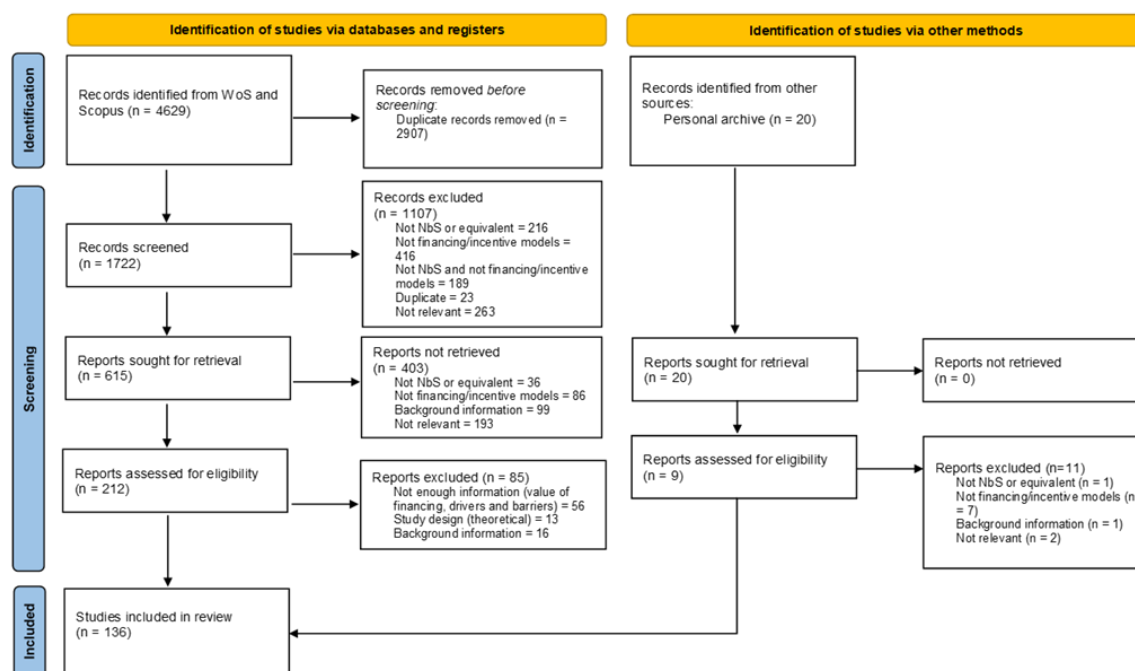 Identification of studies via databases and registers
Identification of studies via other methods
Identification
Records identified from WoS and
Scopus (n = 4629)
Records removed before
screening:
Duplicate records removed (n =
2907)
Records identified from other
sources:
Personal archive (n = 20)
Screening
Records screened
(n = 1722)
Records excluded
(n = 1107)
Not NbS or equivalent = 216
Not financing/incentive models =
416
Not NbS and not financing/incentive
models = 189
Duplicate = 23
Not relevant = 263
Reports sought for retrieval
(n = 615)
Reports not retrieved
(n = 403)
Not NbS or equivalent = 36
Not financing/incentive models = 86
Background information = 99
Not relevant = 193
Reports sought for retrieval
(n = 20)
Reports not retrieved
(n = 0)
Reports assessed for eligibility
(n = 212)
Reports excluded (n = 85)
Not enough information (value of
financing, drivers and barriers) = 56
Study design (theoretical) = 13
Background information = 16
Reports assessed for eligibility
(n = 9)
Reports excluded (n=11)
Not NbS or equivalent (n = 1)
Not financing/incentive models (n
= 7)
Background information (n = 1)
Not relevant (n = 2)
Included
Studies included in review
(n = 136)